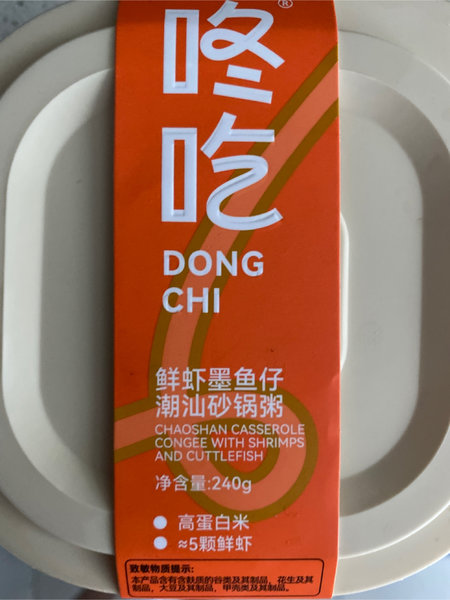 咚
吃
®
DONG
CHI
鲜虾墨鱼仔
潮汕砂锅粥
CHAOSHAN CASSEROLE
CONGEE WITH SHRIMPS
AND CUTTLEFISH
净含量:240g
高蛋白米
≈5颗鲜虾
致敏物质提示:
本产品含有含麸质的谷类及其制品, 花生及其
制品, 大豆及其制品, 甲壳类及其制品